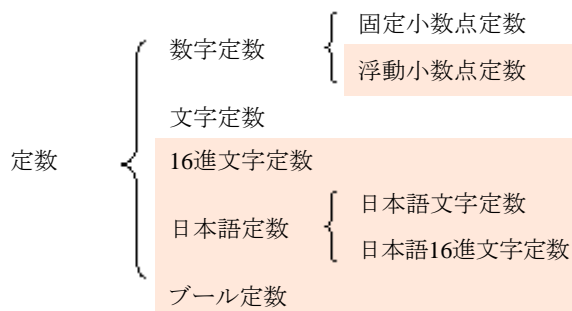 固定小数点定数
数字定数
浮動小数点定数
文字定数
定数
16進文字定数
日本語文字定数
日本語定数
日本語16進文字定数
ブール定数